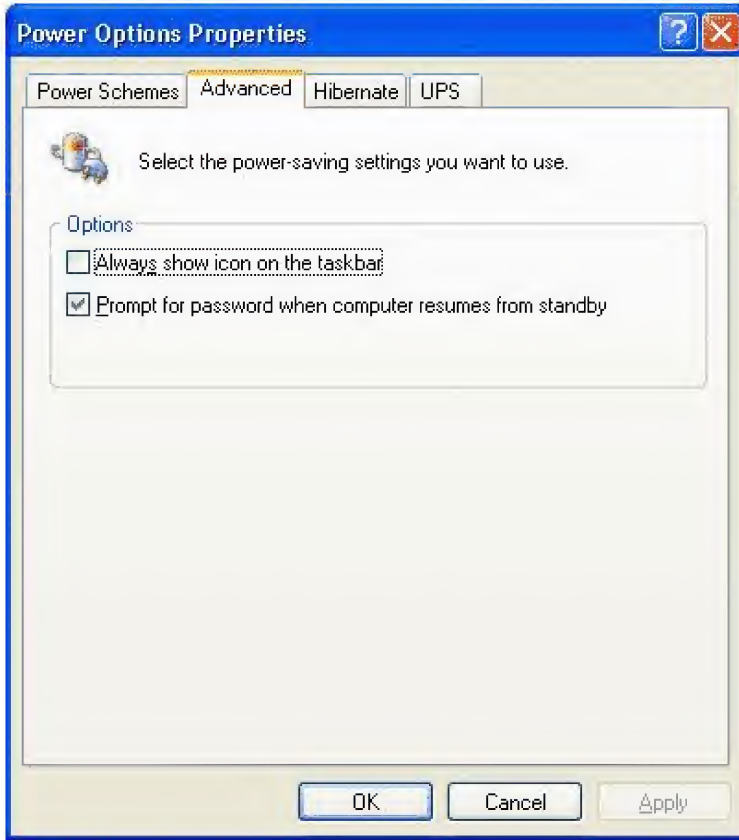 Power Options Properties
Power Schemes Advanced Hibernate UPS
Select the power-saving settings you want to use.
Options
Always show icon on the taskbar
Prompt for password when computer resumes from standby
OK Cancel Apply